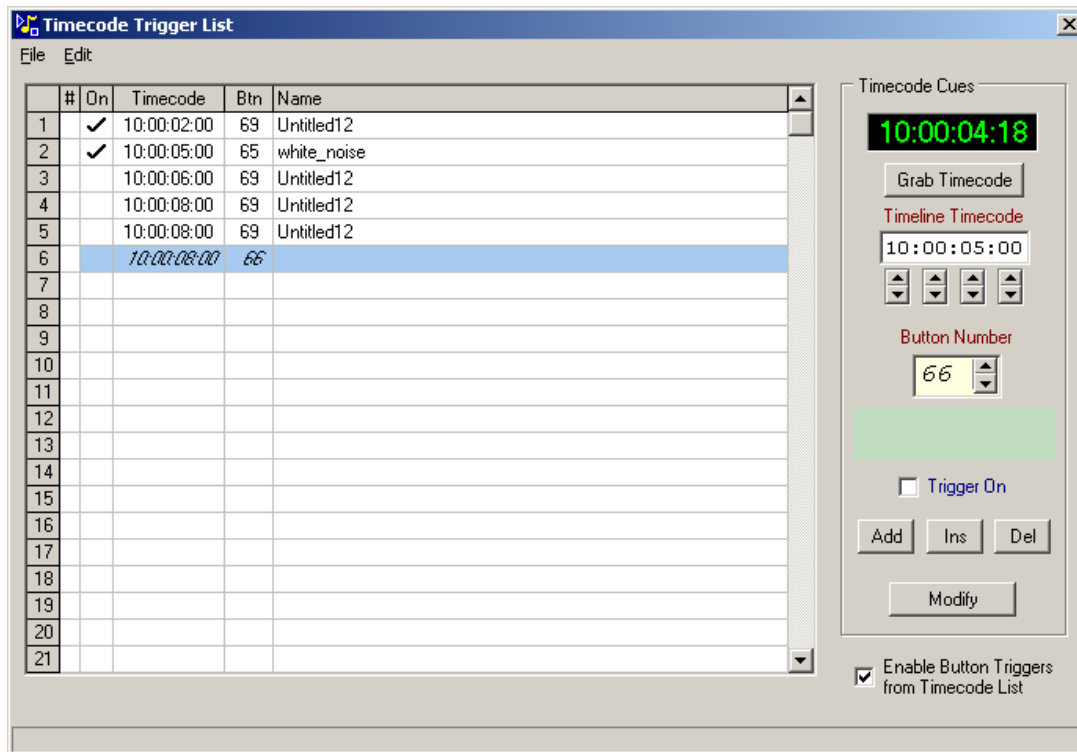 Timecode Trigger List
File Edit
# On Timecode Btn Name
1 10:00:02:00 69 Untitled12
2 10:00:05:00 65 white_noise
3 10:00:06:00 69 Untitled12
4 10:00:08:00 69 Untitled12
5 10:00:08:00 69 Untitled12
6 10:00:08:00 66
7
8
9
10
11
12
13
14
15
16
17
18
19
20
21
Timecode Cues
10:00:04:18
Grab Timecode
Timeline Timecode
10:00:05:00
Button Number
66
Trigger On
Add Ins Del
Modify
Enable Button Triggers
from Timecode List